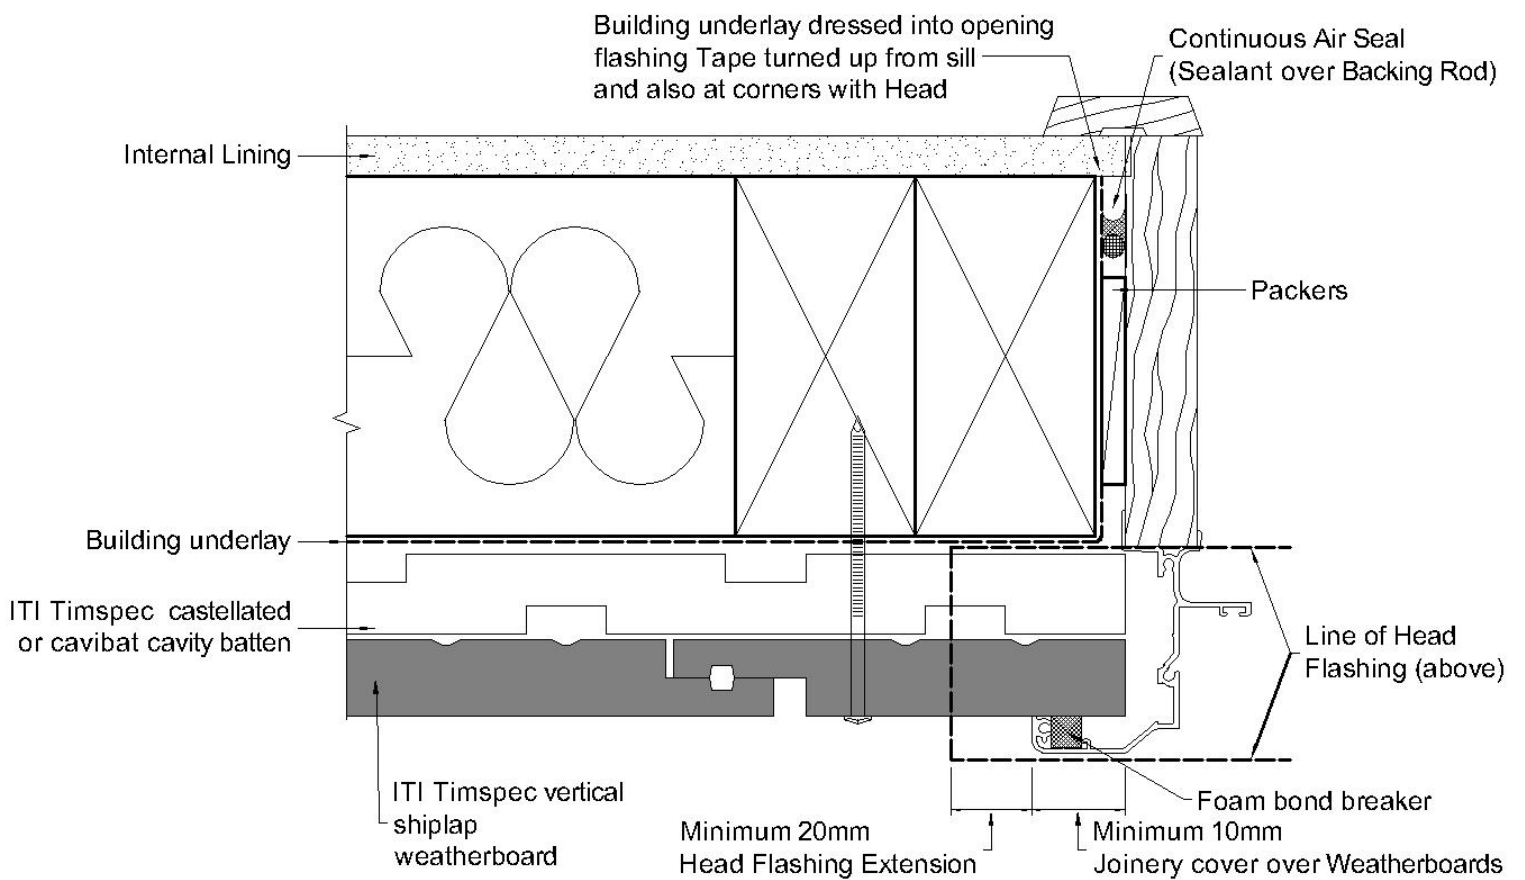 Building underlay dressed into opening
flashing Tape turned up from sill
and also at corners with Head
Continuous Air Seal
(Sealant over Backing Rod)
Internal Lining
Packers
Building underlay
ITI Timspec castellated
or cavibat cavity batten
Line of Head
Flashing (above)
ITI Timspec vertical
shiplap
weatherboard
Foam bond breaker
Minimum 20mm
Head Flashing Extension
Minimum 10mm
Joinery cover over Weatherboards